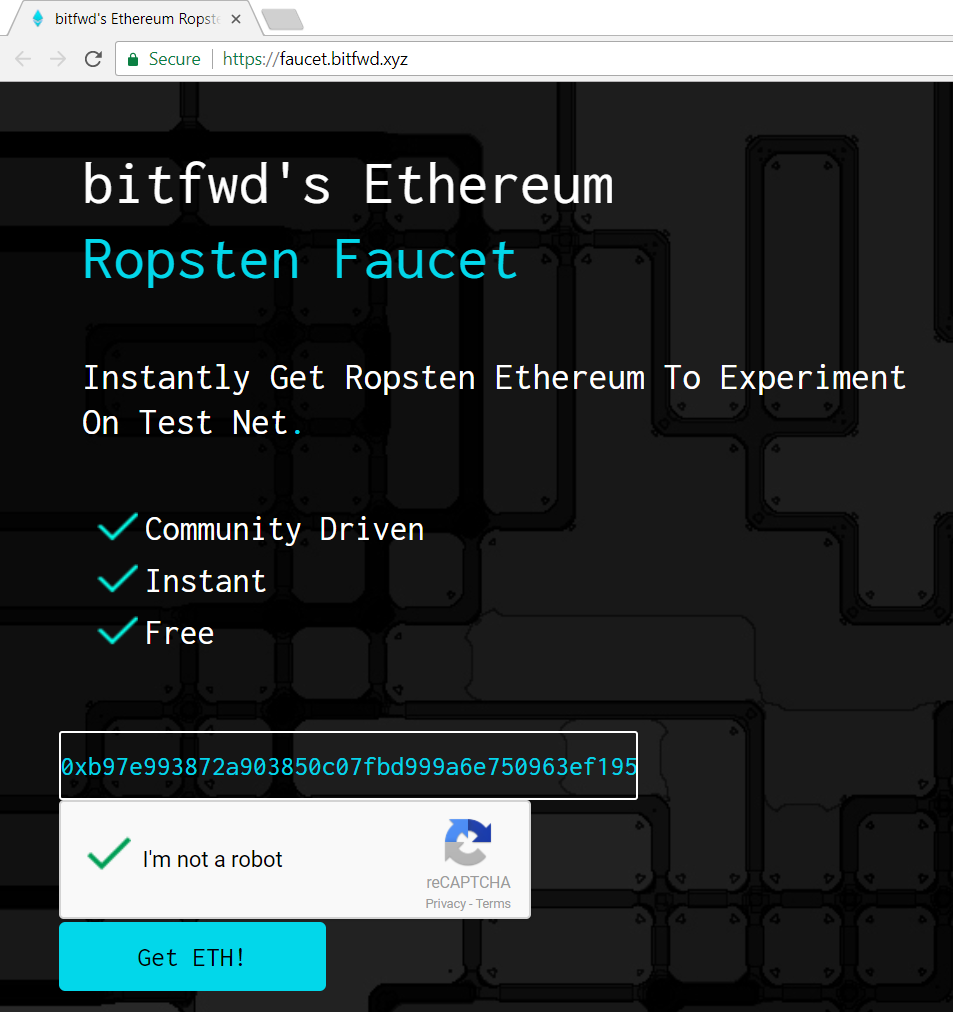 bitfwd's Ethereum Ropste
Secure https://faucet.bitfwd.xyz
bitfwd's Ethereum
Ropsten Faucet
Instantly Get Ropsten Ethereum To Experiment
On Test Net.
Community Driven
Instant
Free
0xb97e993872a903850c07fbd999a6e750963ef195
I'm not a robot
reCAPTCHA
Privacy - Terms
Get ETH!